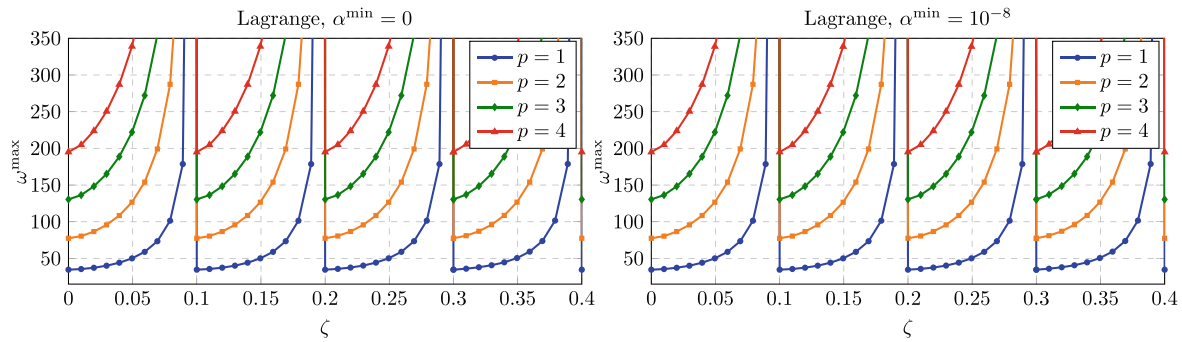 Lagrange, α^min = 0
350
300
250
200
150
100
50
ω^max
0
0.05
0.1
0.15
0.2
0.25
0.3
0.35
0.4
ζ
p = 1
p = 2
p = 3
p = 4
Lagrange, α^min = 10^−8
350
300
250
200
150
100
50
ω^max
0
0.05
0.1
0.15
0.2
0.25
0.3
0.35
0.4
ζ
p = 1
p = 2
p = 3
p = 4